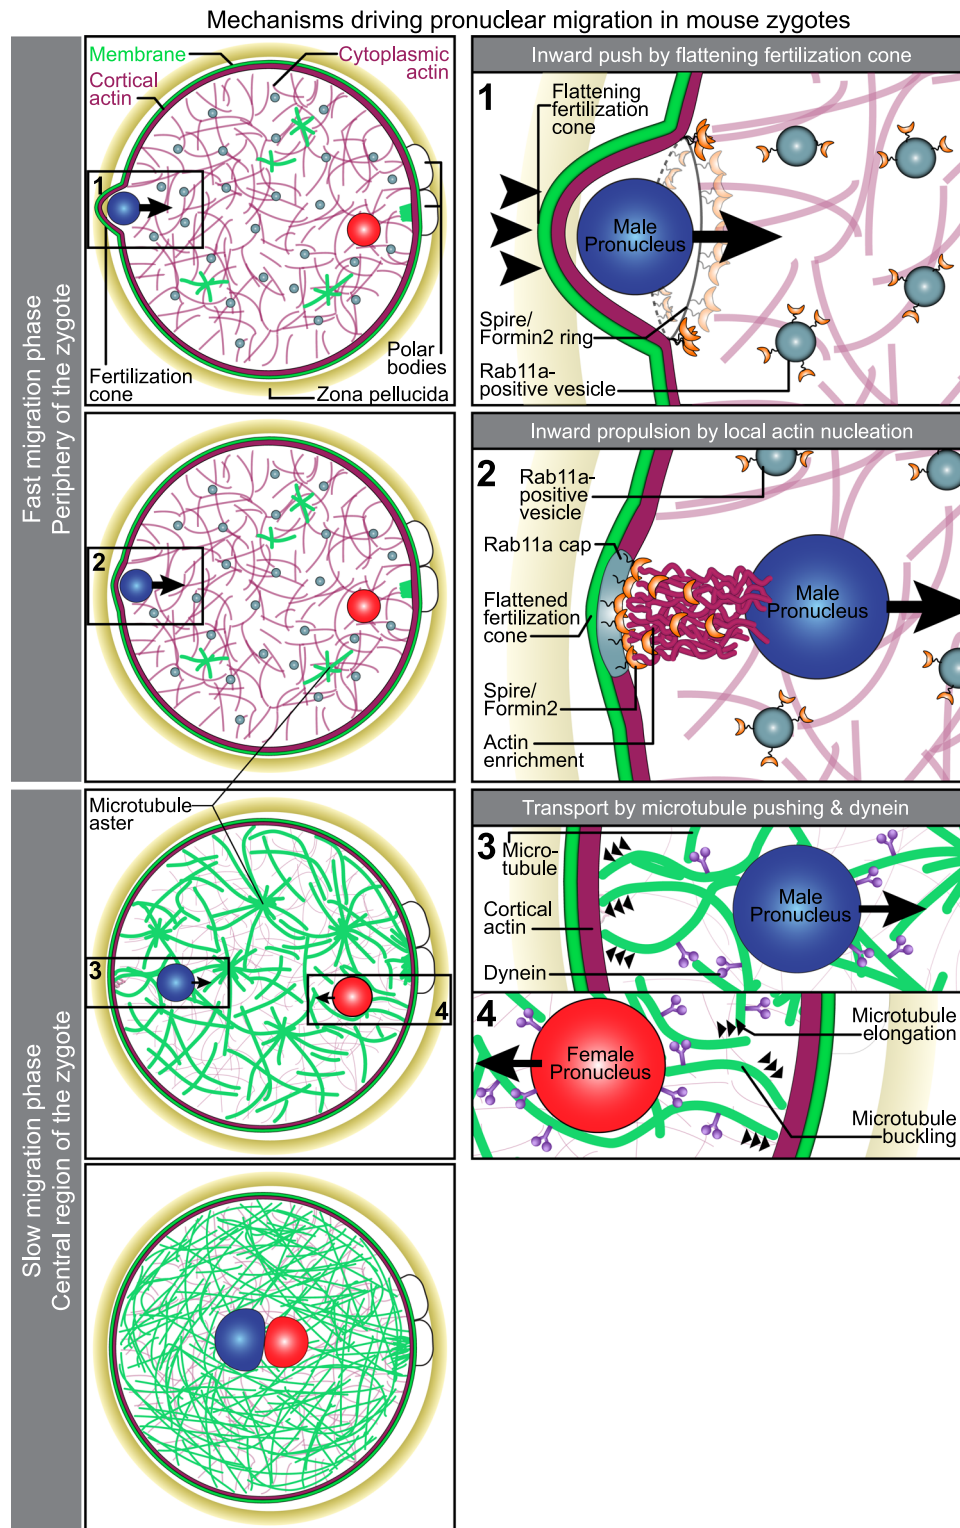 Mechanisms driving pronuclear migration in mouse zygotes
Fast migration phase
Periphery of the zygote
Membrane
Cortical
actin
Cytoplasmic
actin
1
Fertilization
cone
Polar
bodies
Zona pellucida
Inward push by flattening fertilization cone
1
Flattening
fertilization
cone
Male
Pronucleus
Spire/
Formin2 ring
Rab11a-
positive vesicle
2
Inward propulsion by local actin nucleation
2
Rab11a-
positive
vesicle
Rab11a cap
Flattened
fertilization
cone
Male
Pronucleus
Spire/
Formin2
Actin
enrichment
Slow migration phase
Central region of the zygote
Microtubule
aster
3
4
Transport by microtubule pushing & dynein
3
Micro-
tubule
Cortical
actin
Male
Pronucleus
Dynein
4
Female
Pronucleus
Microtubule
elongation
Microtubule
buckling